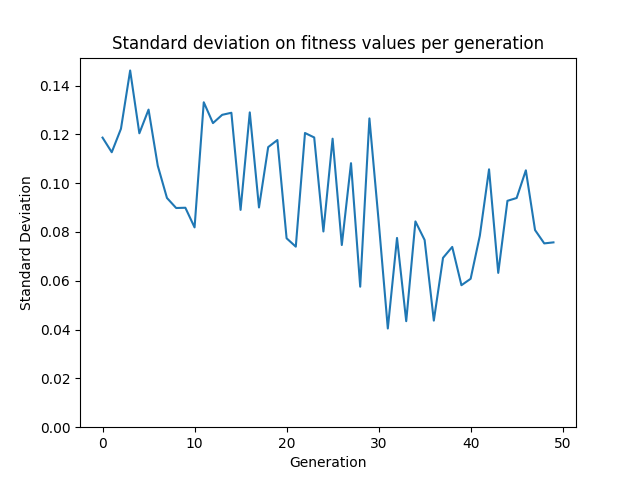 Standard deviation on fitness values per generation
0.14
0.12
0.10
0.08
0.06
0.04
0.02
0.00
Standard Deviation
0 10 20 30 40 50
Generation